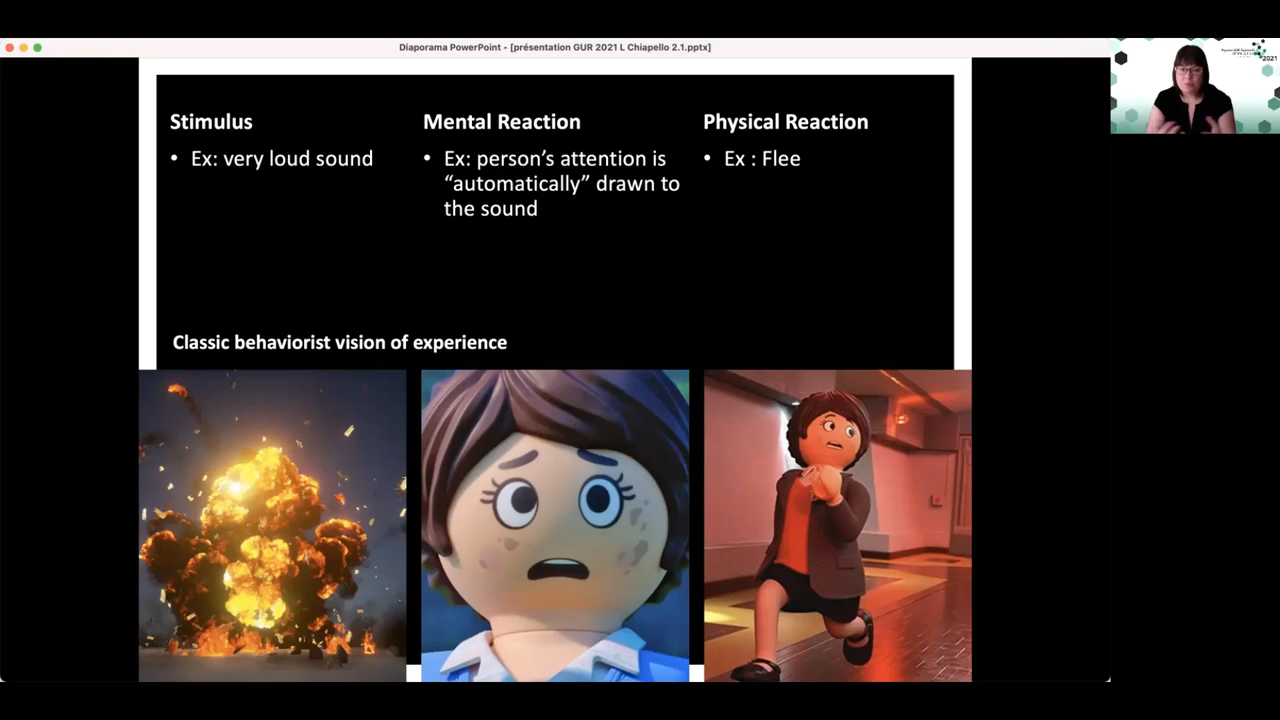 Diaporama PowerPoint - [présentation GUR 2021 L Chiapello 2.1.pptx]
2021
Stimulus
• Ex: very loud sound
Mental Reaction
• Ex: person's attention is
“automatically” drawn to
the sound
Physical Reaction
• Ex : Flee
Classic behaviorist vision of experience